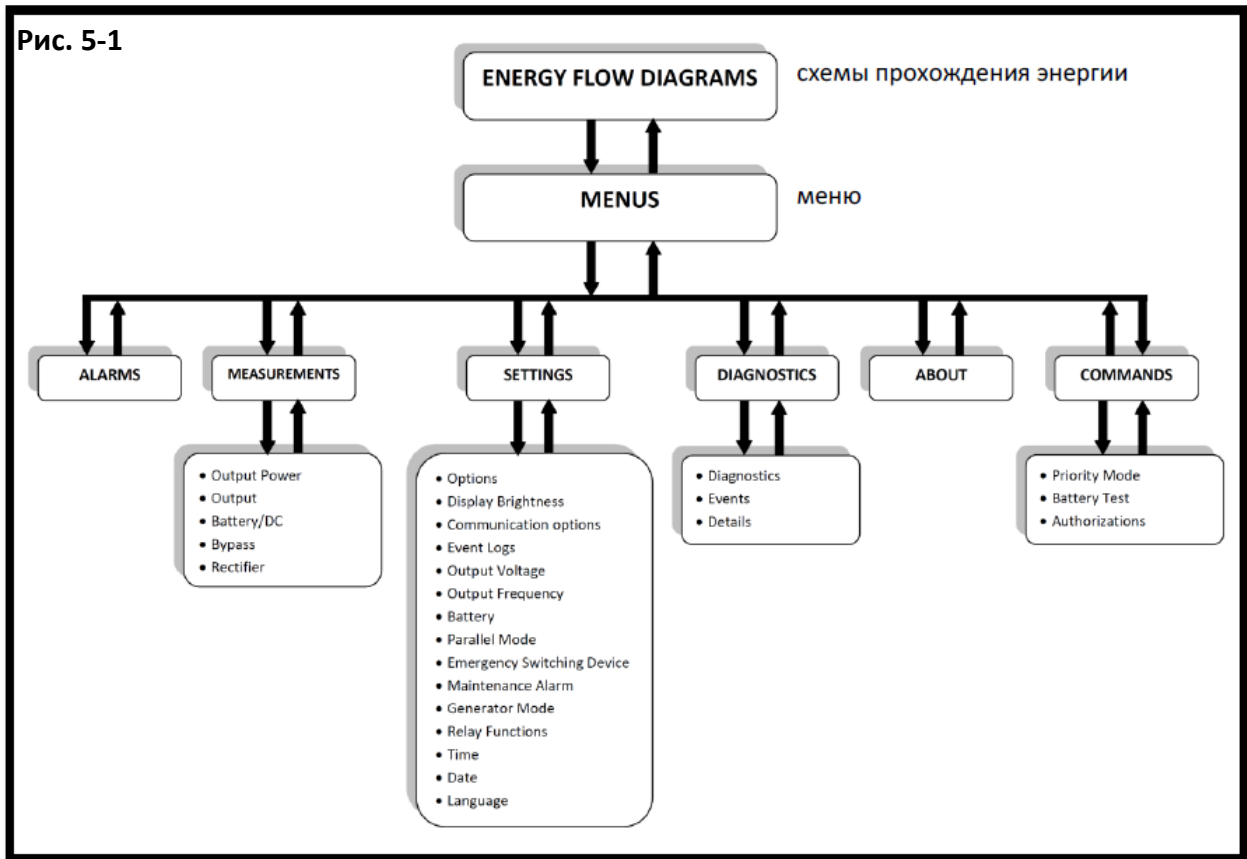 Рис. 5-1
ENERGY FLOW DIAGRAMS
схемы прохождения энергии
MENUS
меню
ALARMS
MEASUREMENTS
SETTINGS
DIAGNOSTICS
ABOUT
COMMANDS
• Output Power
• Output
• Battery/DC
• Bypass
• Rectifier
• Options
• Display Brightness
• Communication options
• Event Logs
• Output Voltage
• Output Frequency
• Battery
• Parallel Mode
• Emergency Switching Device
• Maintenance Alarm
• Generator Mode
• Relay Functions
• Time
• Date
• Language
• Diagnostics
• Events
• Details
• Priority Mode
• Battery Test
• Authorizations